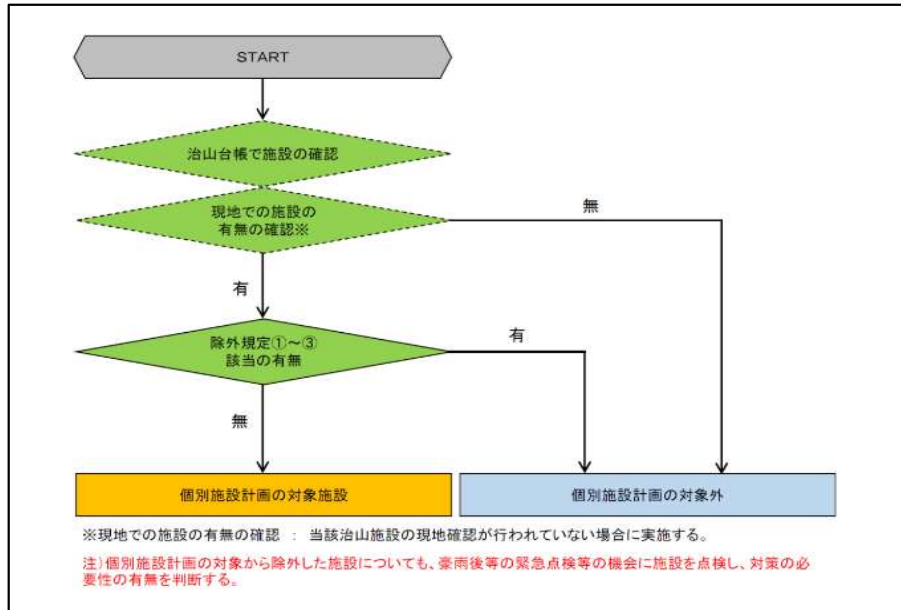 START
治山台帳で施設の確認
現地での施設の
有無の確認※
無
有
除外規定①～③
該当の有無
有
無
個別施設計画の対象施設
個別施設計画の対象外
※現地での施設の有無の確認 ： 当該治山施設の現地確認が行われていない場合に実施する。
注)個別施設計画の対象から除外した施設についても、豪雨後等の緊急点検等の機会に施設を点検し、対策の必
要性の有無を判断する。